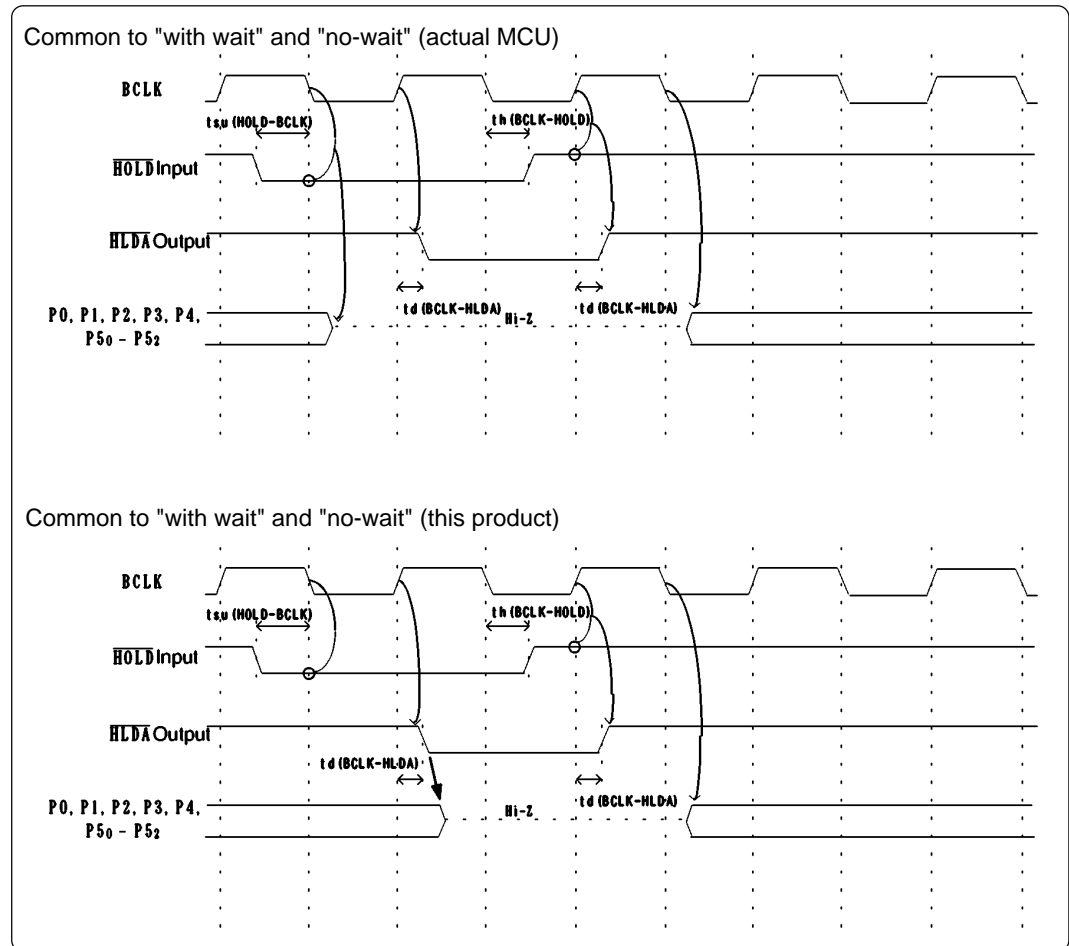 Common to "with wait" and "no-wait" (actual MCU)
BCLK
tsu (HOLD-BCLK)
th (BCLK-HOLD)
HOLD Input
HLDA Output
td (BCLK-HLDA)
td (BCLK-HLDA)
P0, P1, P2, P3, P4,
P5₀ - P5₂
Hi-Z
Common to "with wait" and "no-wait" (this product)
BCLK
tsu (HOLD-BCLK)
th (BCLK-HOLD)
HOLD Input
HLDA Output
td (BCLK-HLDA)
td (BCLK-HLDA)
P0, P1, P2, P3, P4,
P5₀ - P5₂
Hi-Z